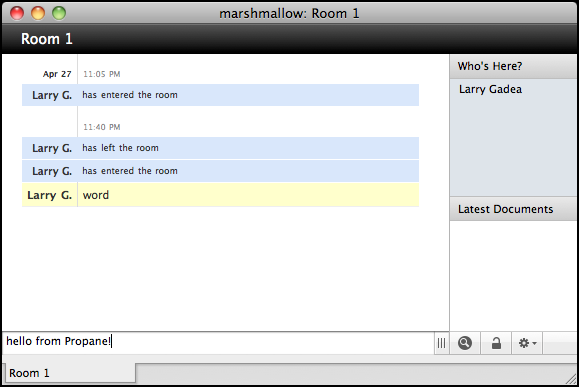 marshmallow: Room 1
Room 1
Apr 27 11:05 PM
Larry G. has entered the room
11:40 PM
Larry G. has left the room
Larry G. has entered the room
Larry G. word
Who's Here?
Larry Gadea
Latest Documents
hello from Propane!
Room 1